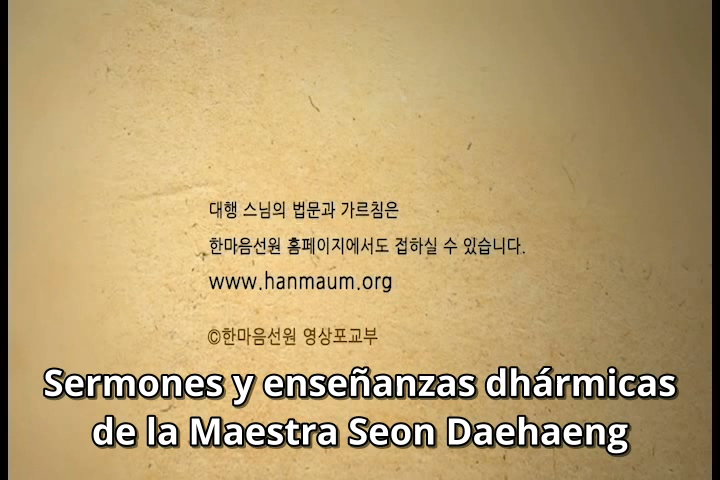 대행 스님의 법문과 가르침은
한마음선원 홈페이지에서도 접하실 수 있습니다.
www.hanmaum.org
©한마음선원 영상포교부
Sermones y enseñanzas dhármicas
de la Maestra Seon Daehaeng